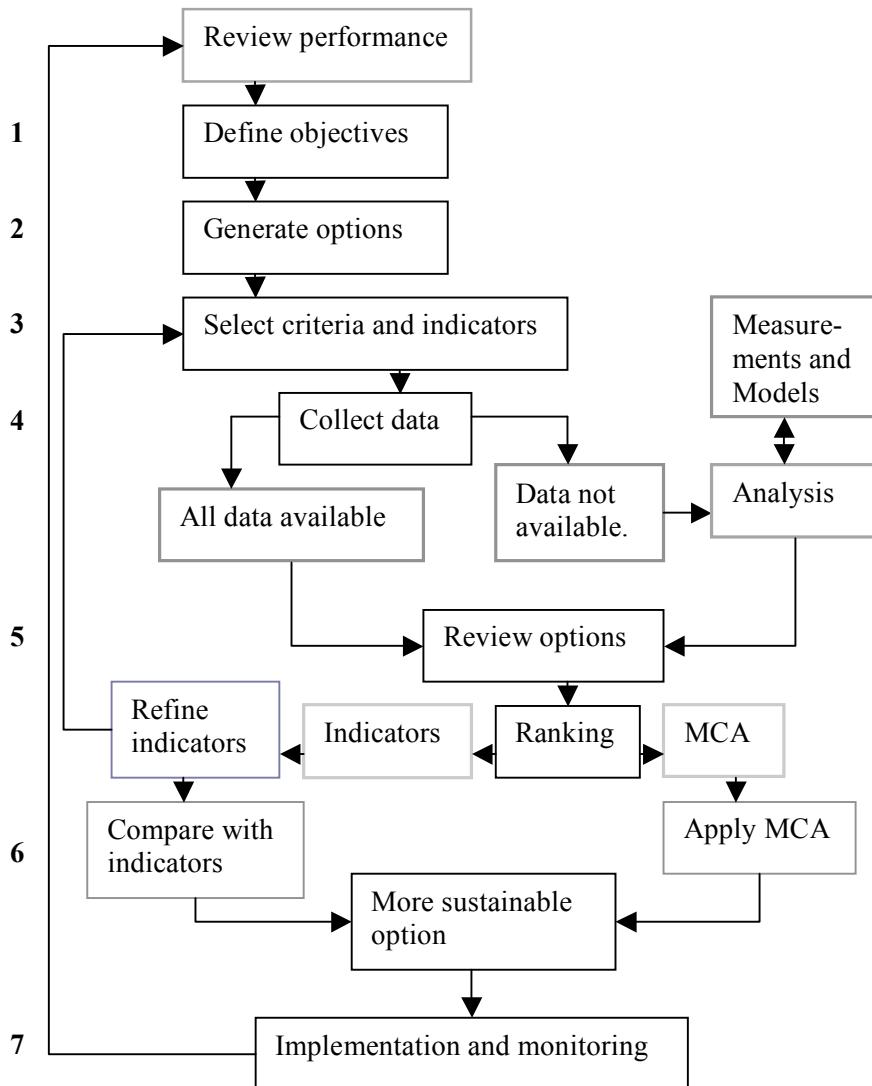 Review performance
1
Define objectives
2
Generate options
3
Select criteria and indicators
Measure-
ments and
Models
4
Collect data
All data available
Data not
available.
Analysis
5
Review options
Refine
indicators
Indicators
Ranking
MCA
6
Compare with
indicators
Apply MCA
More sustainable
option
7
Implementation and monitoring